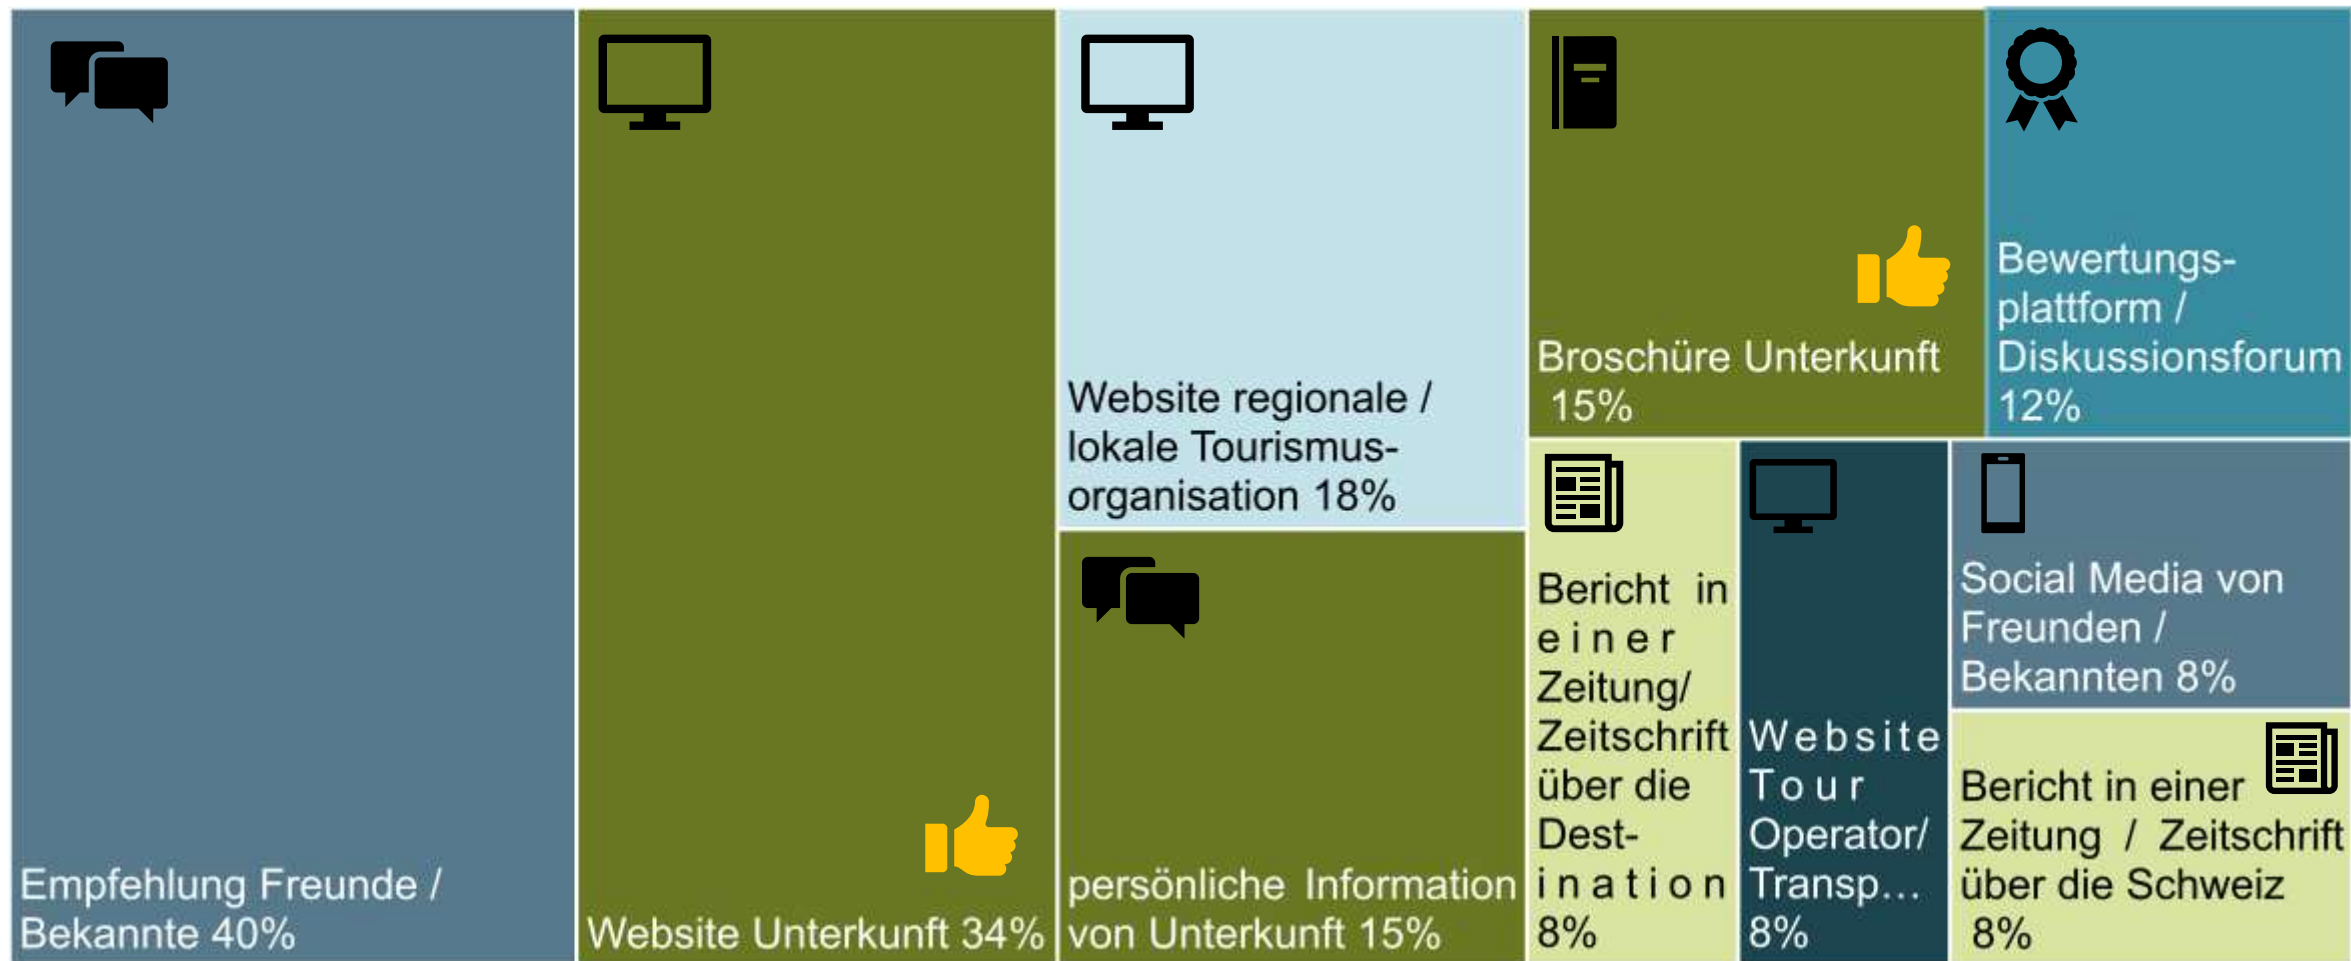 Empfehlung Freunde /
Bekannte 40%
Website Unterkunft 34%
Website regionale /
lokale Tourismus-
organisation 18%
persönliche Information
von Unterkunft 15%
Broschüre Unterkunft
15%
Bewertungs-
plattform /
Diskussionsforum
12%
Bericht in
einer
Zeitung/
Zeitschrift
über die
Dest-
ination
8%
Website
Tour
Operator/
Transp...
8%
Social Media von
Freunden /
Bekannten 8%
Bericht in einer
Zeitung / Zeitschrift
über die Schweiz
8%